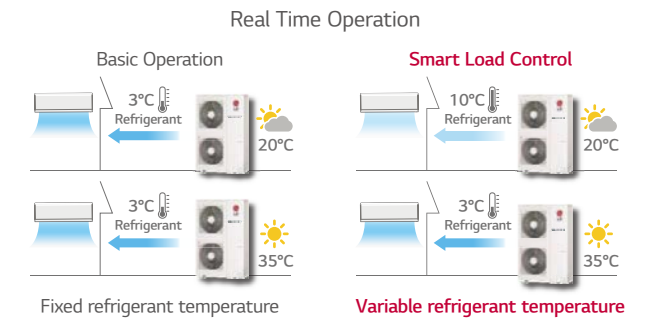 Real Time Operation
Basic Operation
3°C
Refrigerant
20°C
3°C
Refrigerant
35°C
Fixed refrigerant temperature
Smart Load Control
10°C
Refrigerant
20°C
3°C
Refrigerant
35°C
Variable refrigerant temperature